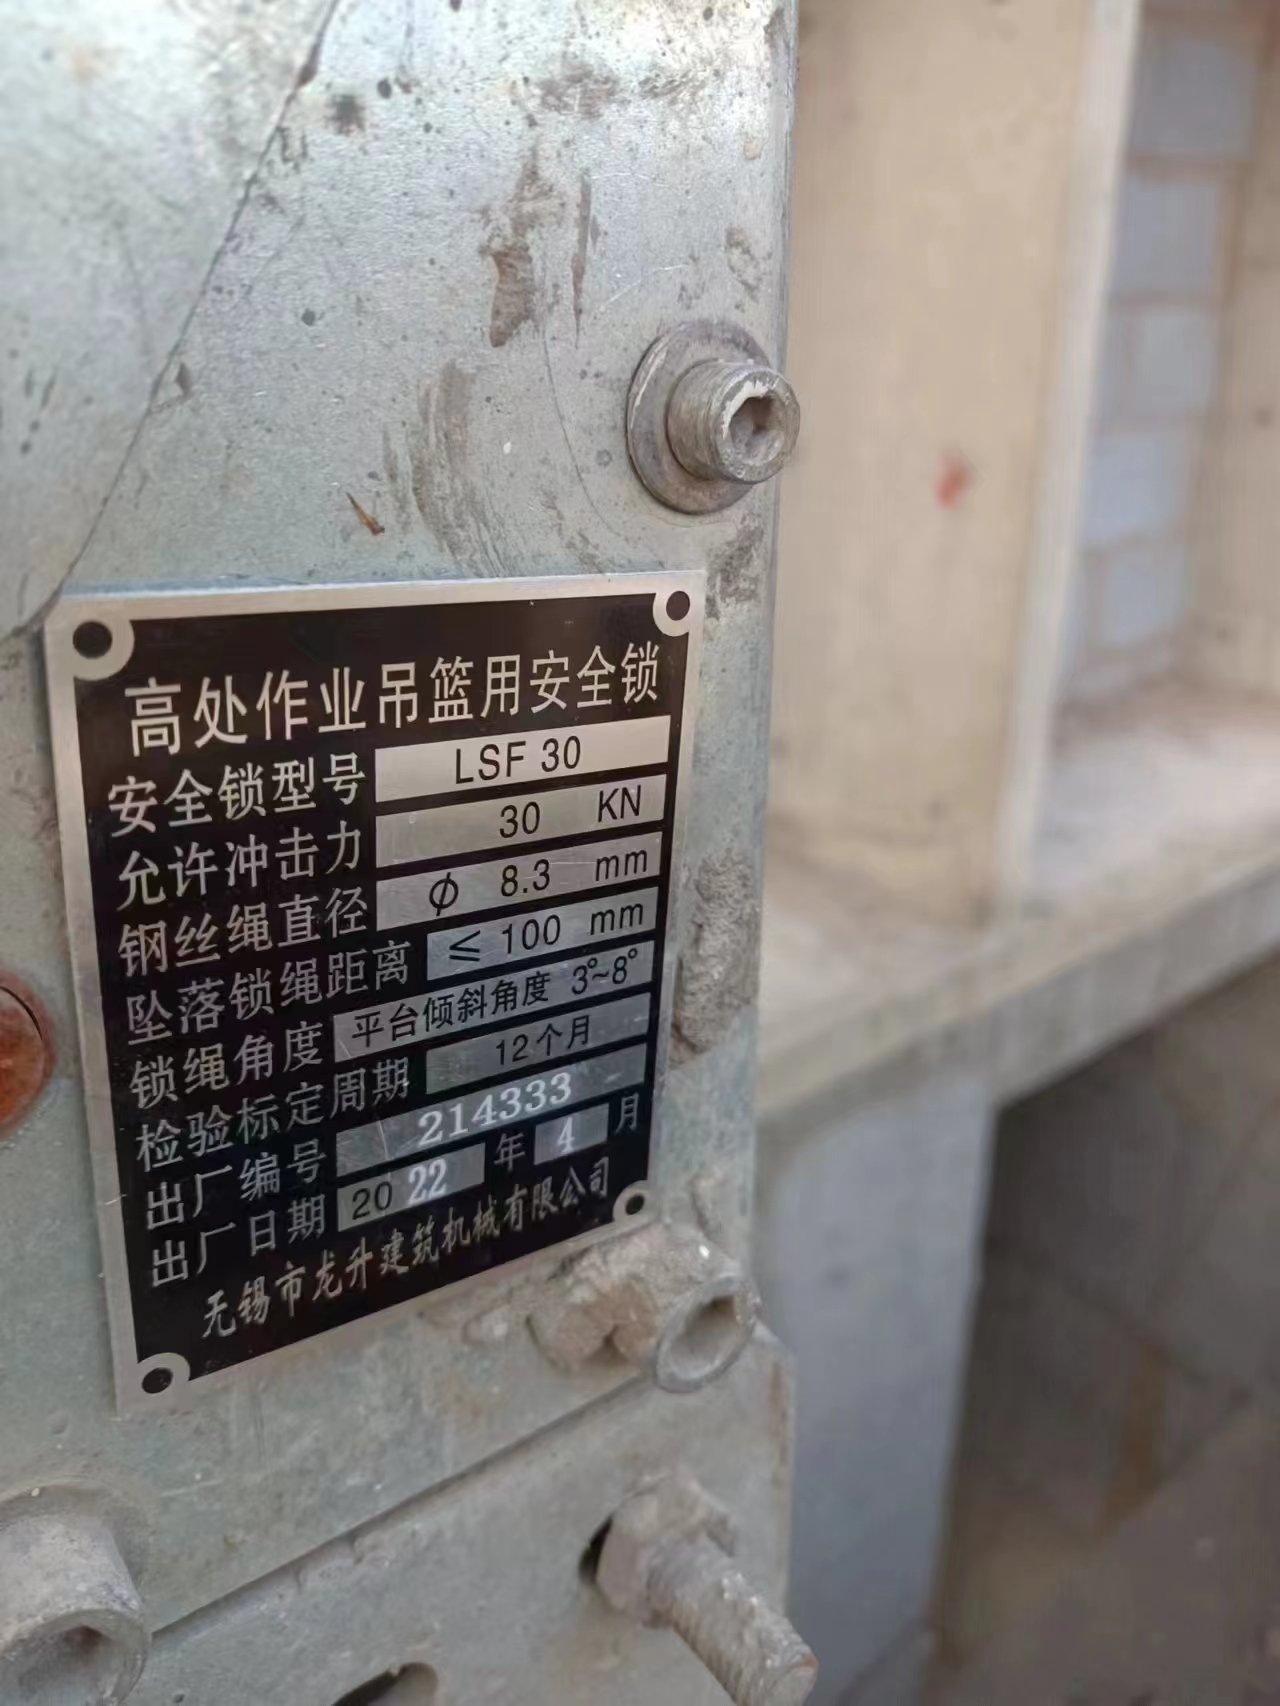 高处作业吊篮用安全锁
安全锁型号 LSF 30
允许冲击力 30 KN
钢丝绳直径 ϕ 8.3 mm
坠落锁绳距离 ≤ 100 mm
锁绳角度 平台倾斜角度 3°~8°
检验标定周期 12个月
出厂编号 214333
出厂日期 2022 年 4 月
无锡市龙升建筑机械有限公司